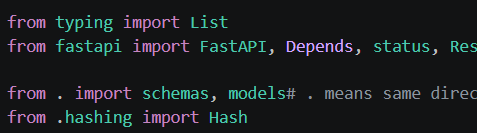 from typing import List
from fastapi import FastAPI, Depends, status, Res
from . import schemas, models# . means same direc
from .hashing import Hash